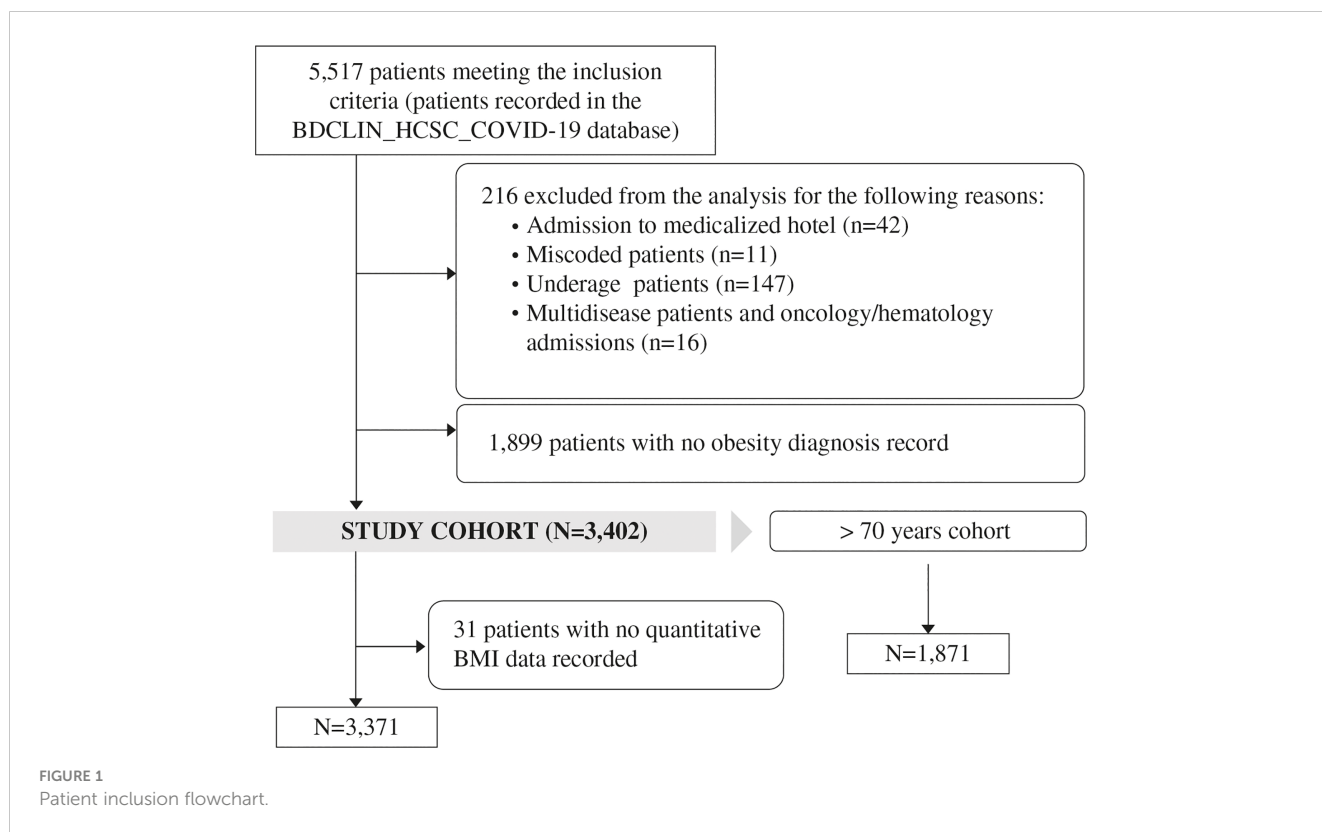 5,517 patients meeting the inclusion
criteria (patients recorded in the
BDCLIN_HCSC_COVID-19 database)
216 excluded from the analysis for the following reasons:
• Admission to medicalized hotel (n=42)
• Miscoded patients (n=11)
• Underage patients (n=147)
• Multidisease patients and oncology/hematology
admissions (n=16)
1,899 patients with no obesity diagnosis record
STUDY COHORT (N=3,402)
> 70 years cohort
31 patients with no quantitative
BMI data recorded
N=1,871
N=3,371
FIGURE 1
Patient inclusion flowchart.